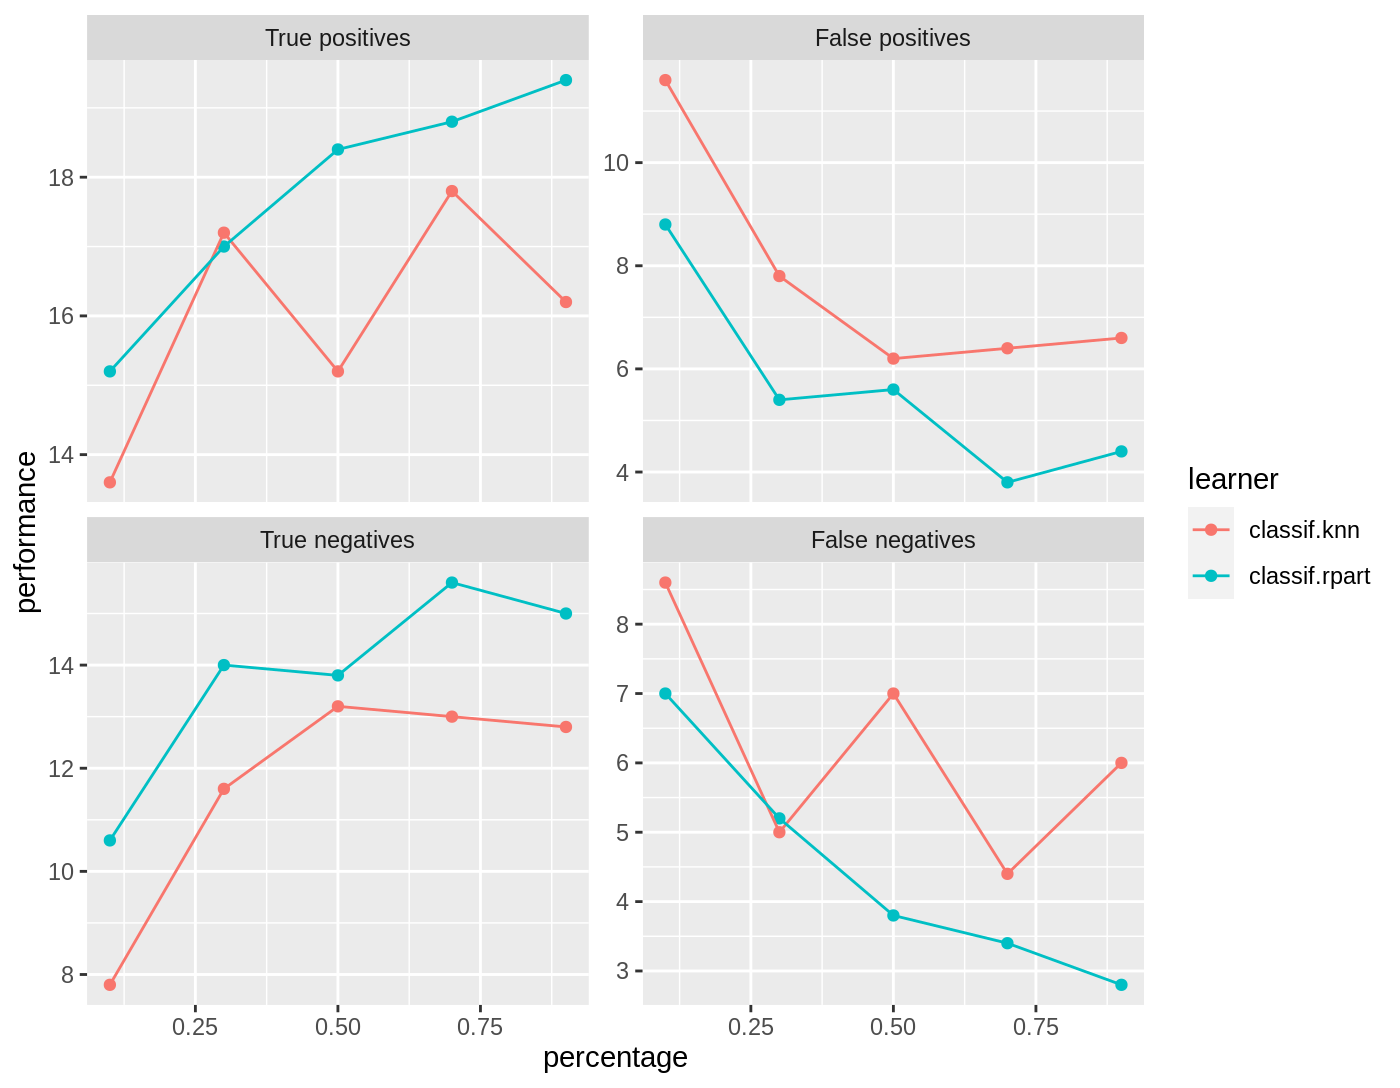 True positives
False positives
18
16
14
10
8
6
4
performance
True negatives
False negatives
14
12
10
8
8
7
6
5
4
3
0.25 0.50 0.75
0.25 0.50 0.75
percentage
learner
classif.knn
classif.rpart